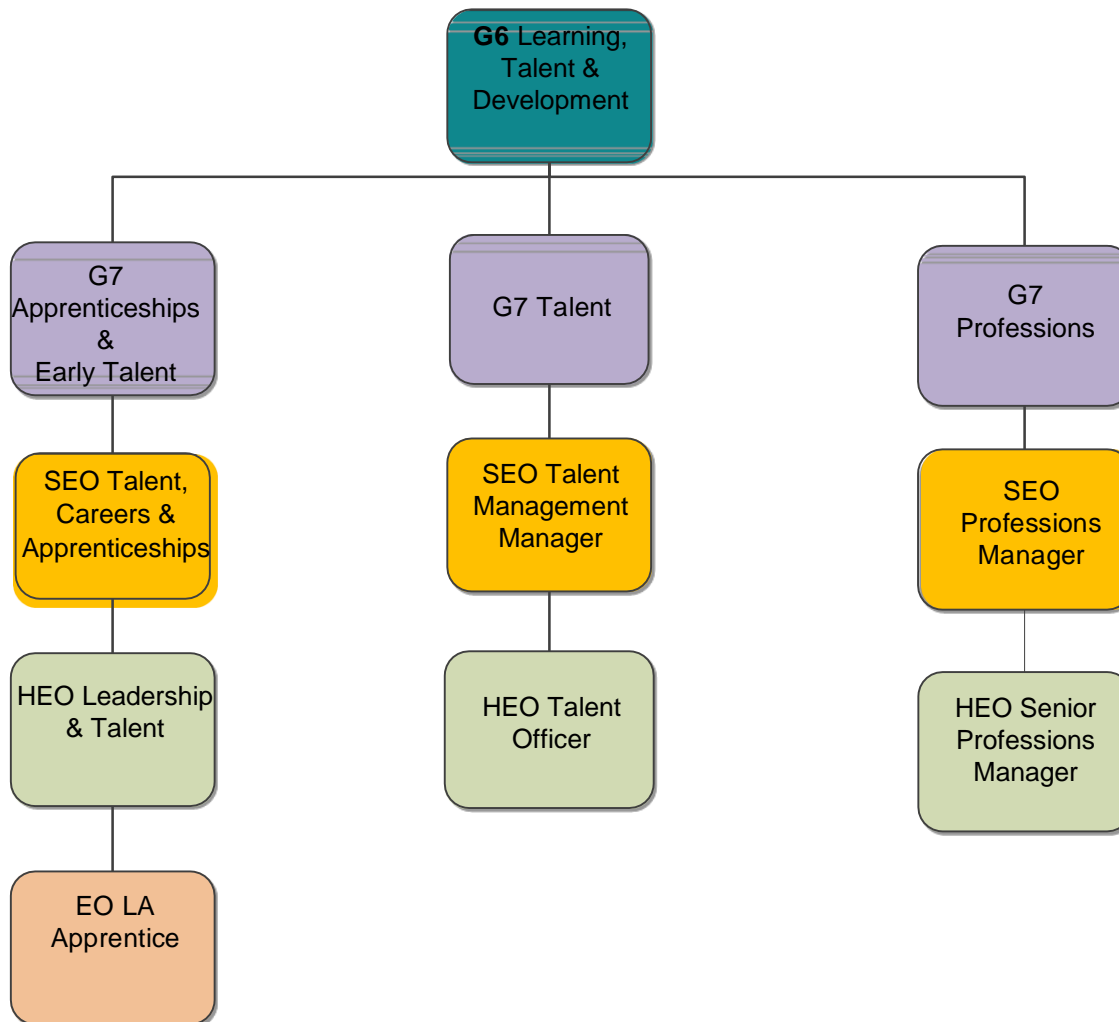 G6 Learning,
Talent &
Development
G7
Apprenticeships
&
Early Talent
G7 Talent
G7
Professions
SEO Talent,
Careers &
Apprenticeships
SEO Talent
Management
Manager
SEO
Professions
Manager
HEO Leadership
& Talent
HEO Talent
Officer
HEO Senior
Professions
Manager
EO LA
Apprentice